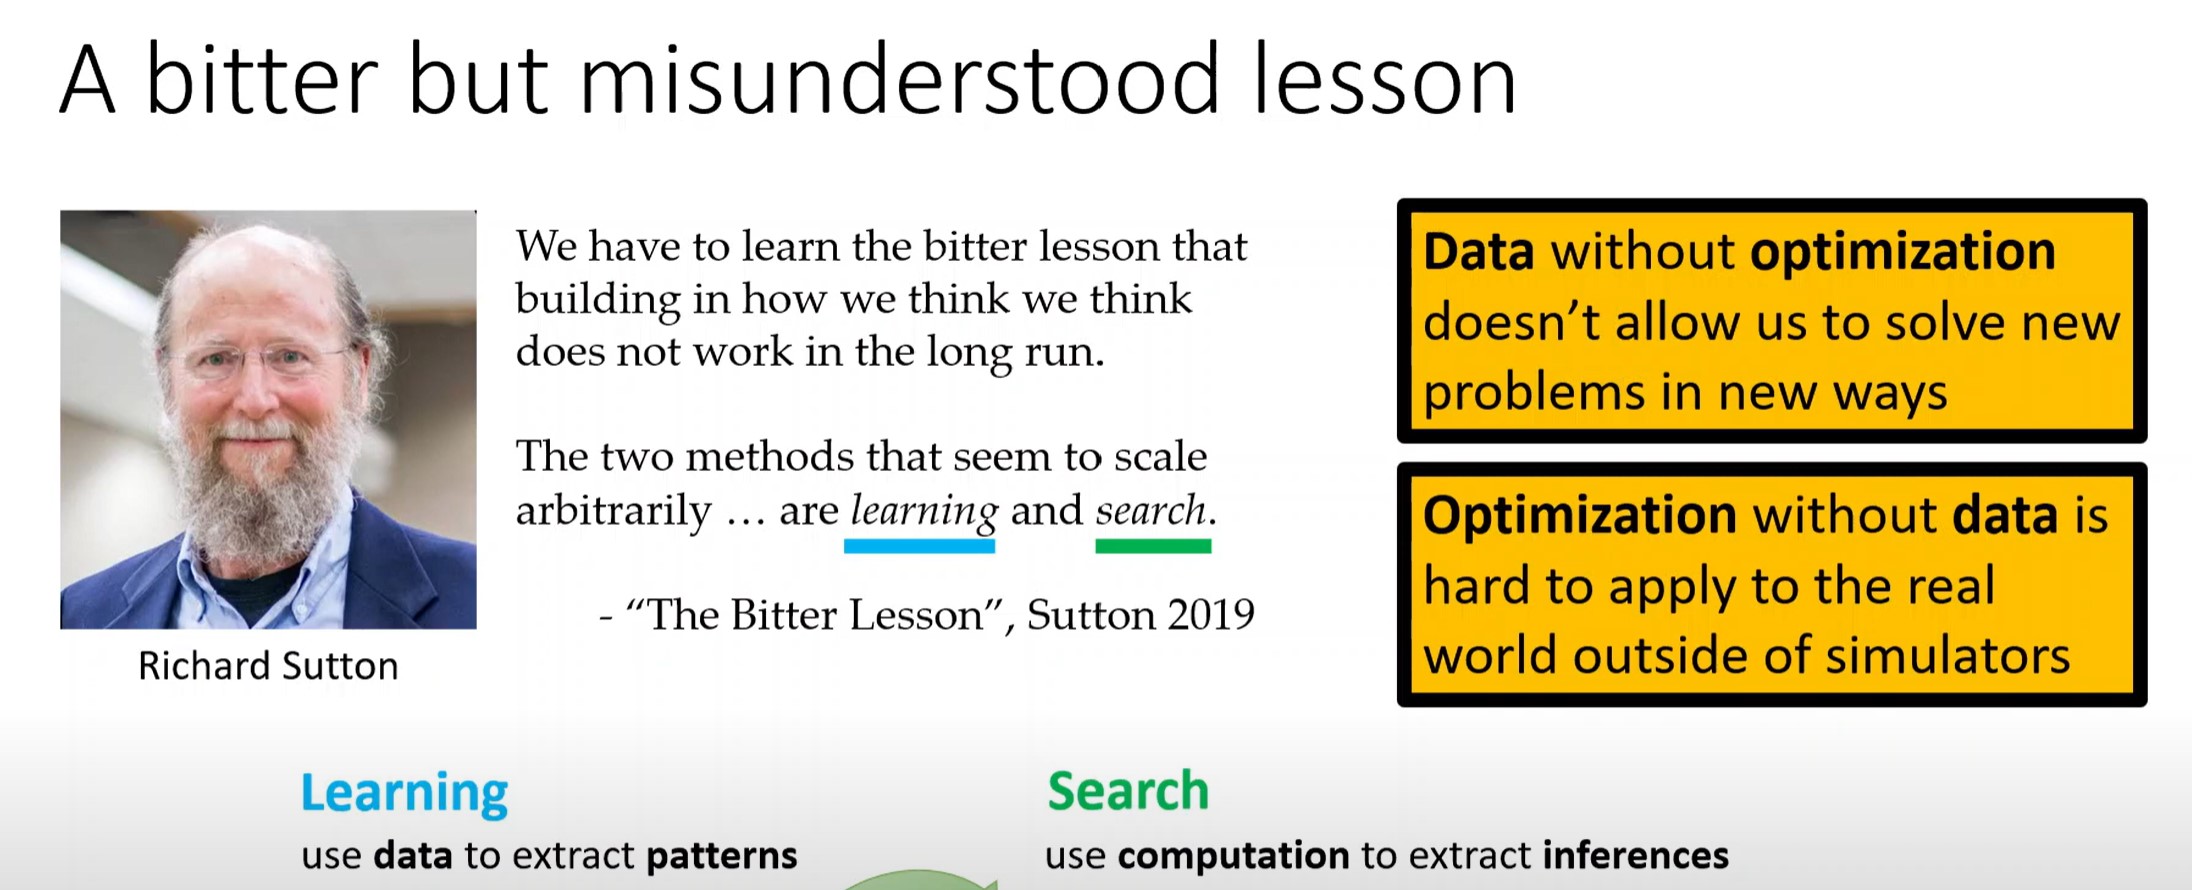 A bitter but misunderstood lesson
We have to learn the bitter lesson that
building in how we think we think
does not work in the long run.
The two methods that seem to scale
arbitrarily … are learning and search.
- “The Bitter Lesson”, Sutton 2019
Richard Sutton
Data without optimization
doesn’t allow us to solve new
problems in new ways
Optimization without data is
hard to apply to the real
world outside of simulators
Learning
use data to extract patterns
Search
use computation to extract inferences